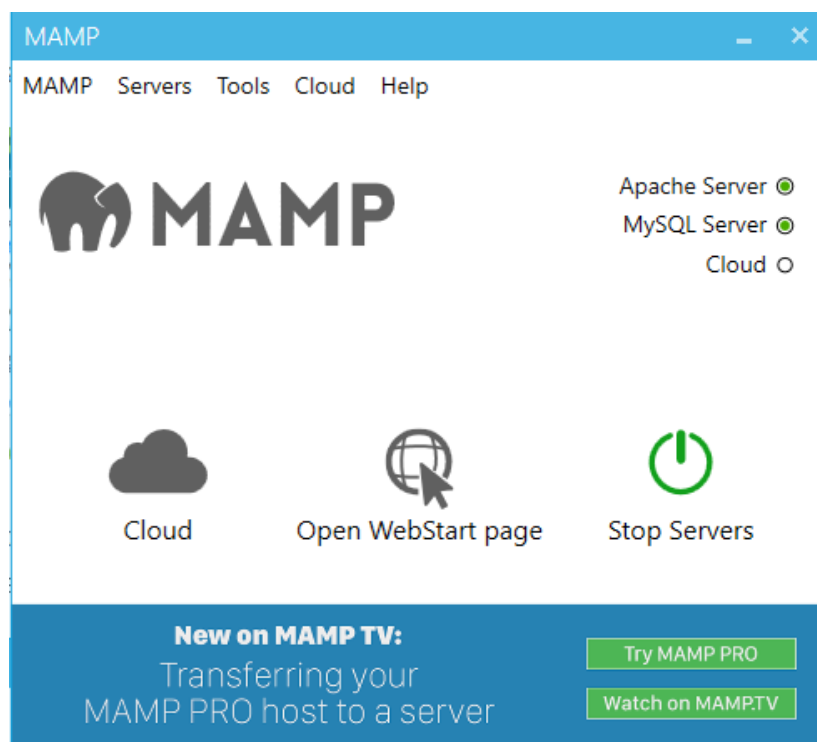 MAMP
MAMP Servers Tools Cloud Help
MAMP
Apache Server
MySQL Server
Cloud
Cloud
Open WebStart page
Stop Servers
New on MAMP TV:
Transferring your
MAMP PRO host to a server
Try MAMP PRO
Watch on MAMP.TV